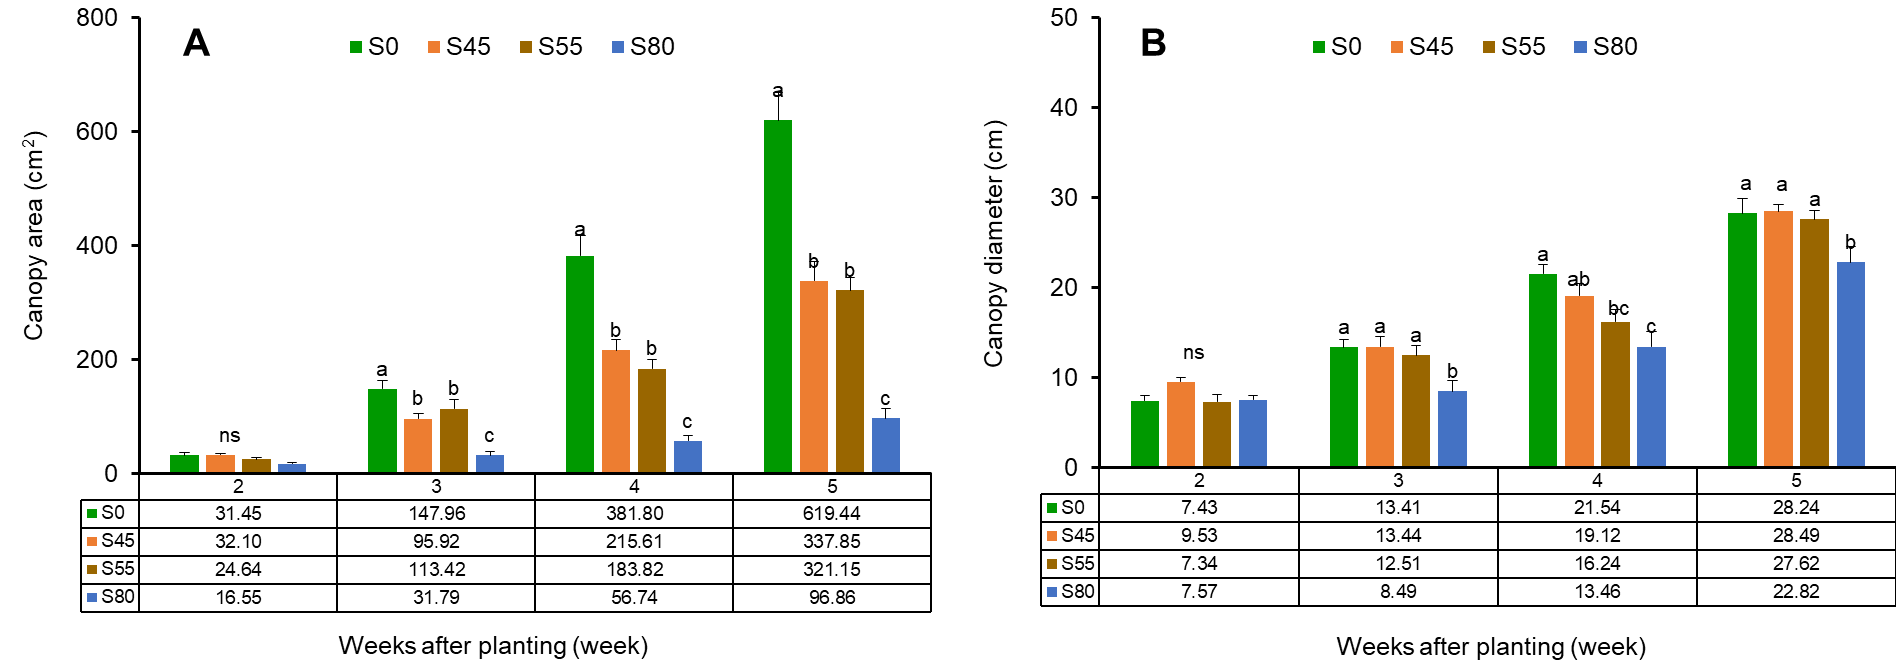 A
S0 S45 S55 S80
Canopy area (cm²)
800
600
400
200
0
ns
a b b c
a b b c
a b b c
2 3 4 5
S0 31.45 147.96 381.80 619.44
S45 32.10 95.92 215.61 337.85
S55 24.64 113.42 183.82 321.15
S80 16.55 31.79 56.74 96.86
Weeks after planting (week)
B
S0 S45 S55 S80
Canopy diameter (cm)
50
40
30
20
10
0
ns
a a a b
a ab bc c
a a a b
2 3 4 5
S0 7.43 13.41 21.54 28.24
S45 9.53 13.44 19.12 28.49
S55 7.34 12.51 16.24 27.62
S80 7.57 8.49 13.46 22.82
Weeks after planting (week)